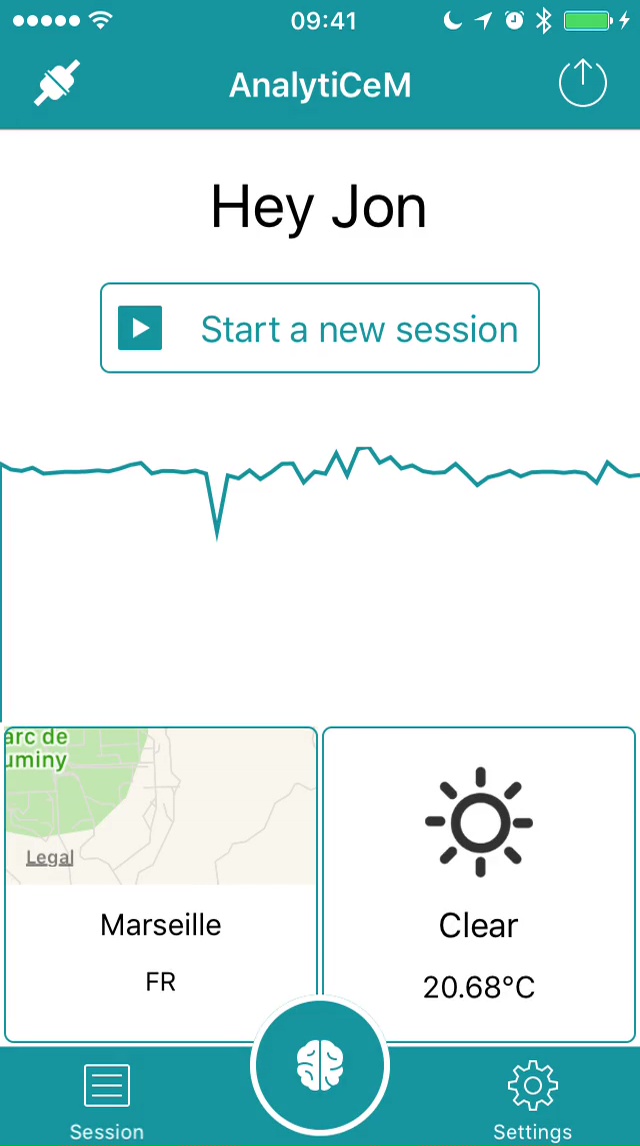 09:41
AnalytiCeM
Hey Jon
Start a new session
arc de
uminy
Legal
Marseille
FR
Clear
20.68°C
Session
Settings